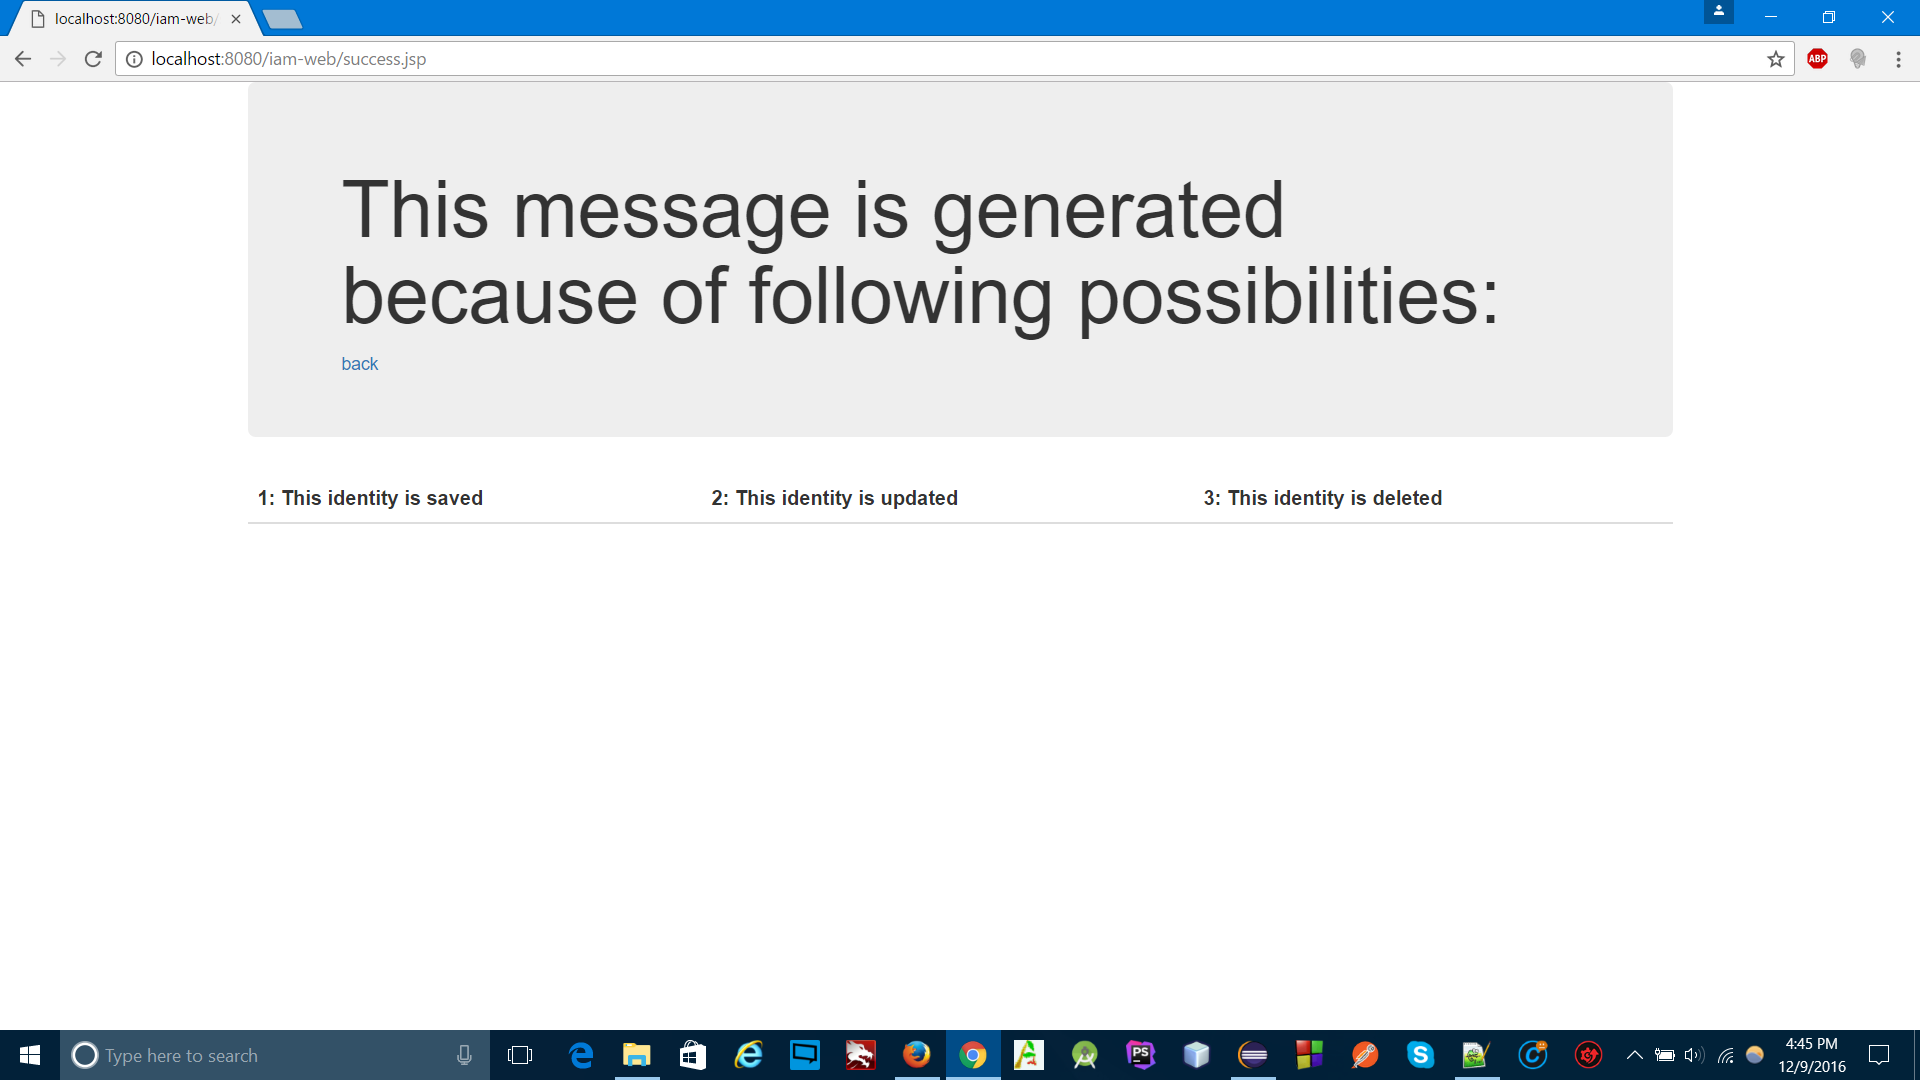 localhost:8080/iam-web/
localhost:8080/iam-web/success.jsp
ABP
This message is generated
because of following possibilities:
back
1: This identity is saved 2: This identity is updated 3: This identity is deleted
Type here to search
PS
4:45 PM
12/9/2016